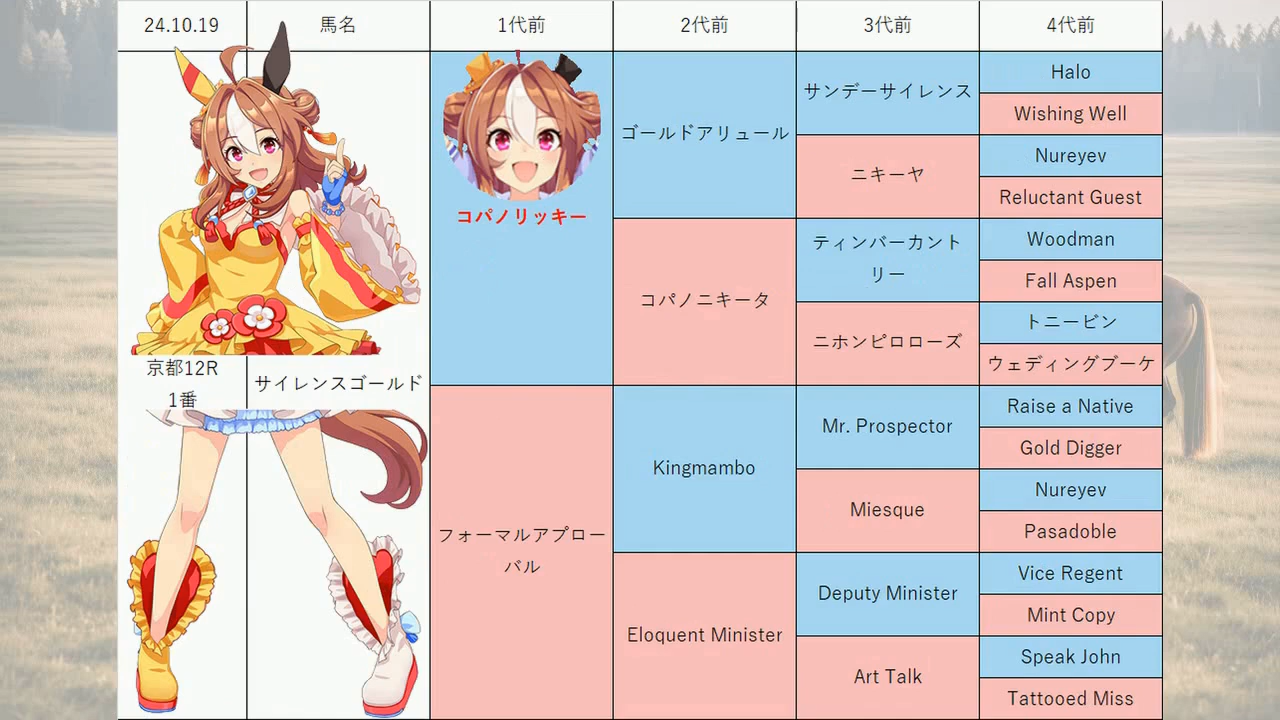 24.10.19
馬名
1代前
2代前
3代前
4代前
京都12R
1番
サイレンスゴールド
コパノリッキー
フォーマルアプロー
バル
ゴールドアリュール
コパノニキータ
Kingmambo
Eloquent Minister
サンデーサイレンス
ニキーヤ
ティンバーカント
リー
ニホンピロローズ
Mr. Prospector
Miesque
Deputy Minister
Art Talk
Halo
Wishing Well
Nureyev
Reluctant Guest
Woodman
Fall Aspen
トニービン
ウェディングブーケ
Raise a Native
Gold Digger
Nureyev
Pasadoble
Vice Regent
Mint Copy
Speak John
Tattooed Miss